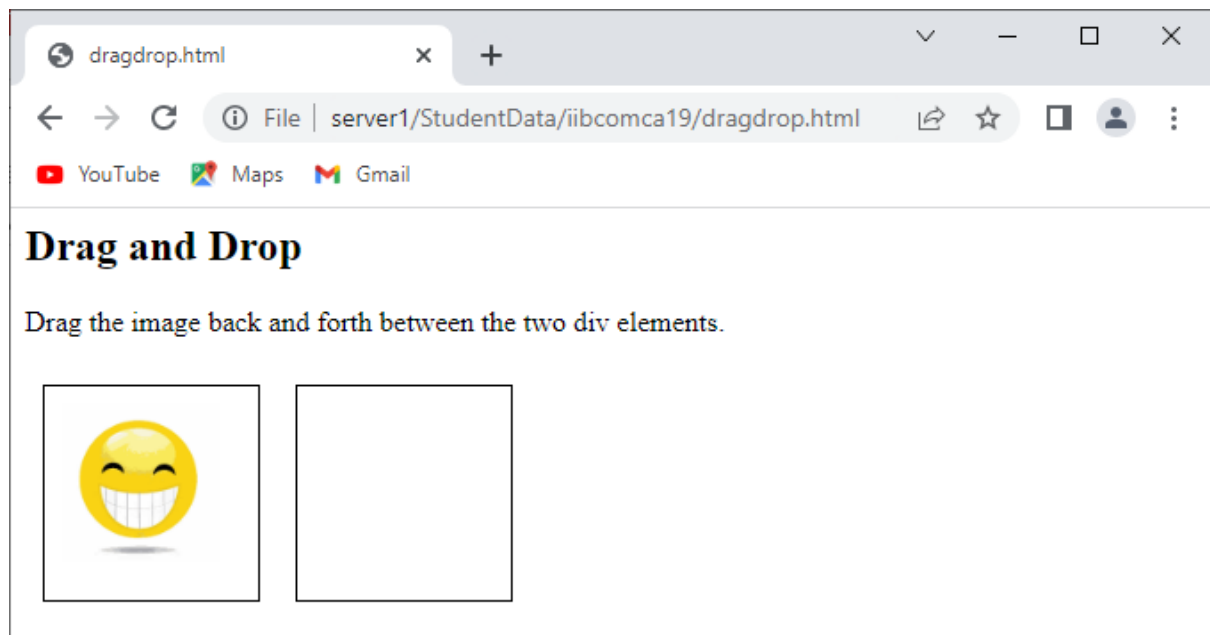 dragdrop.html
File server1/StudentData/iibcomca19/dragdrop.html
YouTube Maps Gmail
Drag and Drop
Drag the image back and forth between the two div elements.